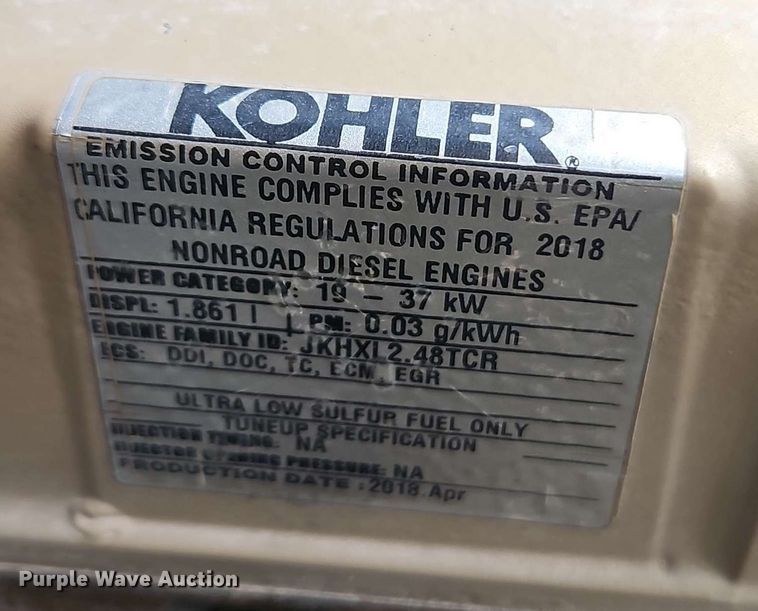 KOHLER®
EMISSION CONTROL INFORMATION
THIS ENGINE COMPLIES WITH U.S. EPA/
CALIFORNIA REGULATIONS FOR 2018
NONROAD DIESEL ENGINES
POWER CATEGORY: 19 – 37 kW
DISPL: 1.861 l | PM: 0.03 g/kWh
ENGINE FAMILY ID: JKHXL2.48TCR
ECS: DDI, DOC, TC, ECM, EGR
ULTRA LOW SULFUR FUEL ONLY
TUNEUP SPECIFICATION
INJECTION TIMING: NA
INJECTOR OPENING PRESSURE: NA
PRODUCTION DATE : 2018 Apr
Purple Wave Auction